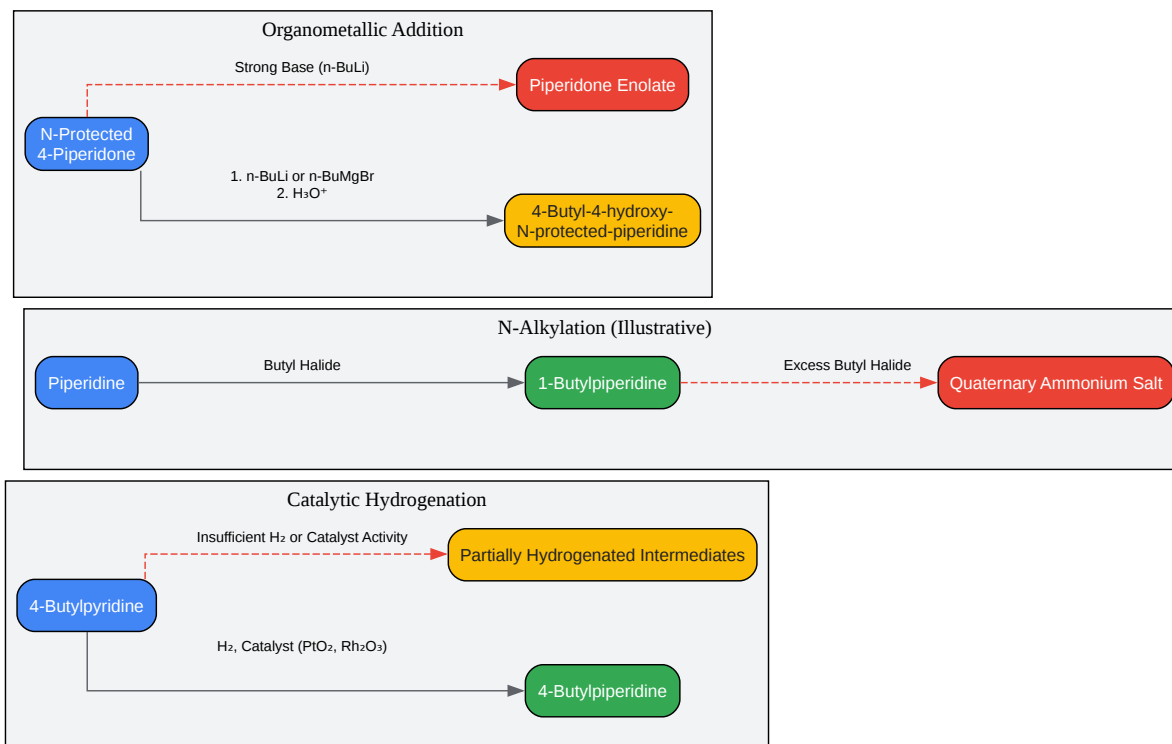 Organometallic Addition
Strong Base (n-BuLi)
Piperidone Enolate
N-Protected
4-Piperidone
1. n-BuLi or n-BuMgBr
2. H₃O⁺
4-Butyl-4-hydroxy-
N-protected-piperidine
N-Alkylation (Illustrative)
Piperidine
Butyl Halide
1-Butylpiperidine
Excess Butyl Halide
Quaternary Ammonium Salt
Catalytic Hydrogenation
Insufficient H₂ or Catalyst Activity
Partially Hydrogenated Intermediates
4-Butylpyridine
H₂, Catalyst (PtO₂, Rh₂O₃)
4-Butylpiperidine